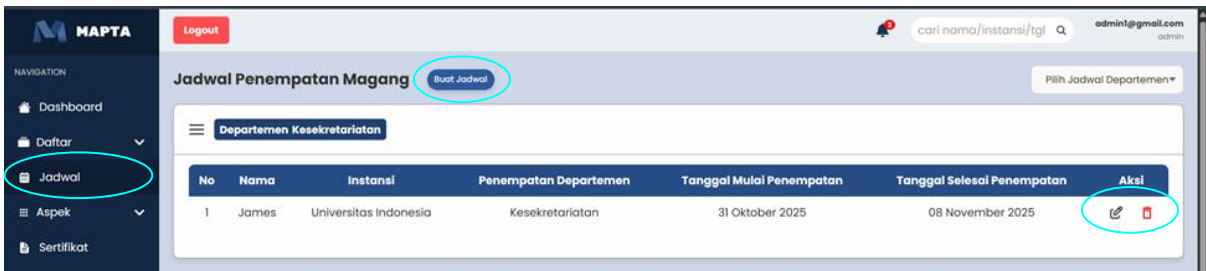 MAPTA
Logout
cari nama/instansi/tgl
admin1@gmail.com
admin
NAVIGATION
Dashboard
Daftar
Jadwal
Aspek
Sertifikat
Jadwal Penempatan Magang
Buat Jadwal
Pilih Jadwal Departemen
Departemen Kesekretariatan
No Nama Instansi Penempatan Departemen Tanggal Mulai Penempatan Tanggal Selesai Penempatan Aksi
1 James Universitas Indonesia Kesekretariatan 31 Oktober 2025 08 November 2025